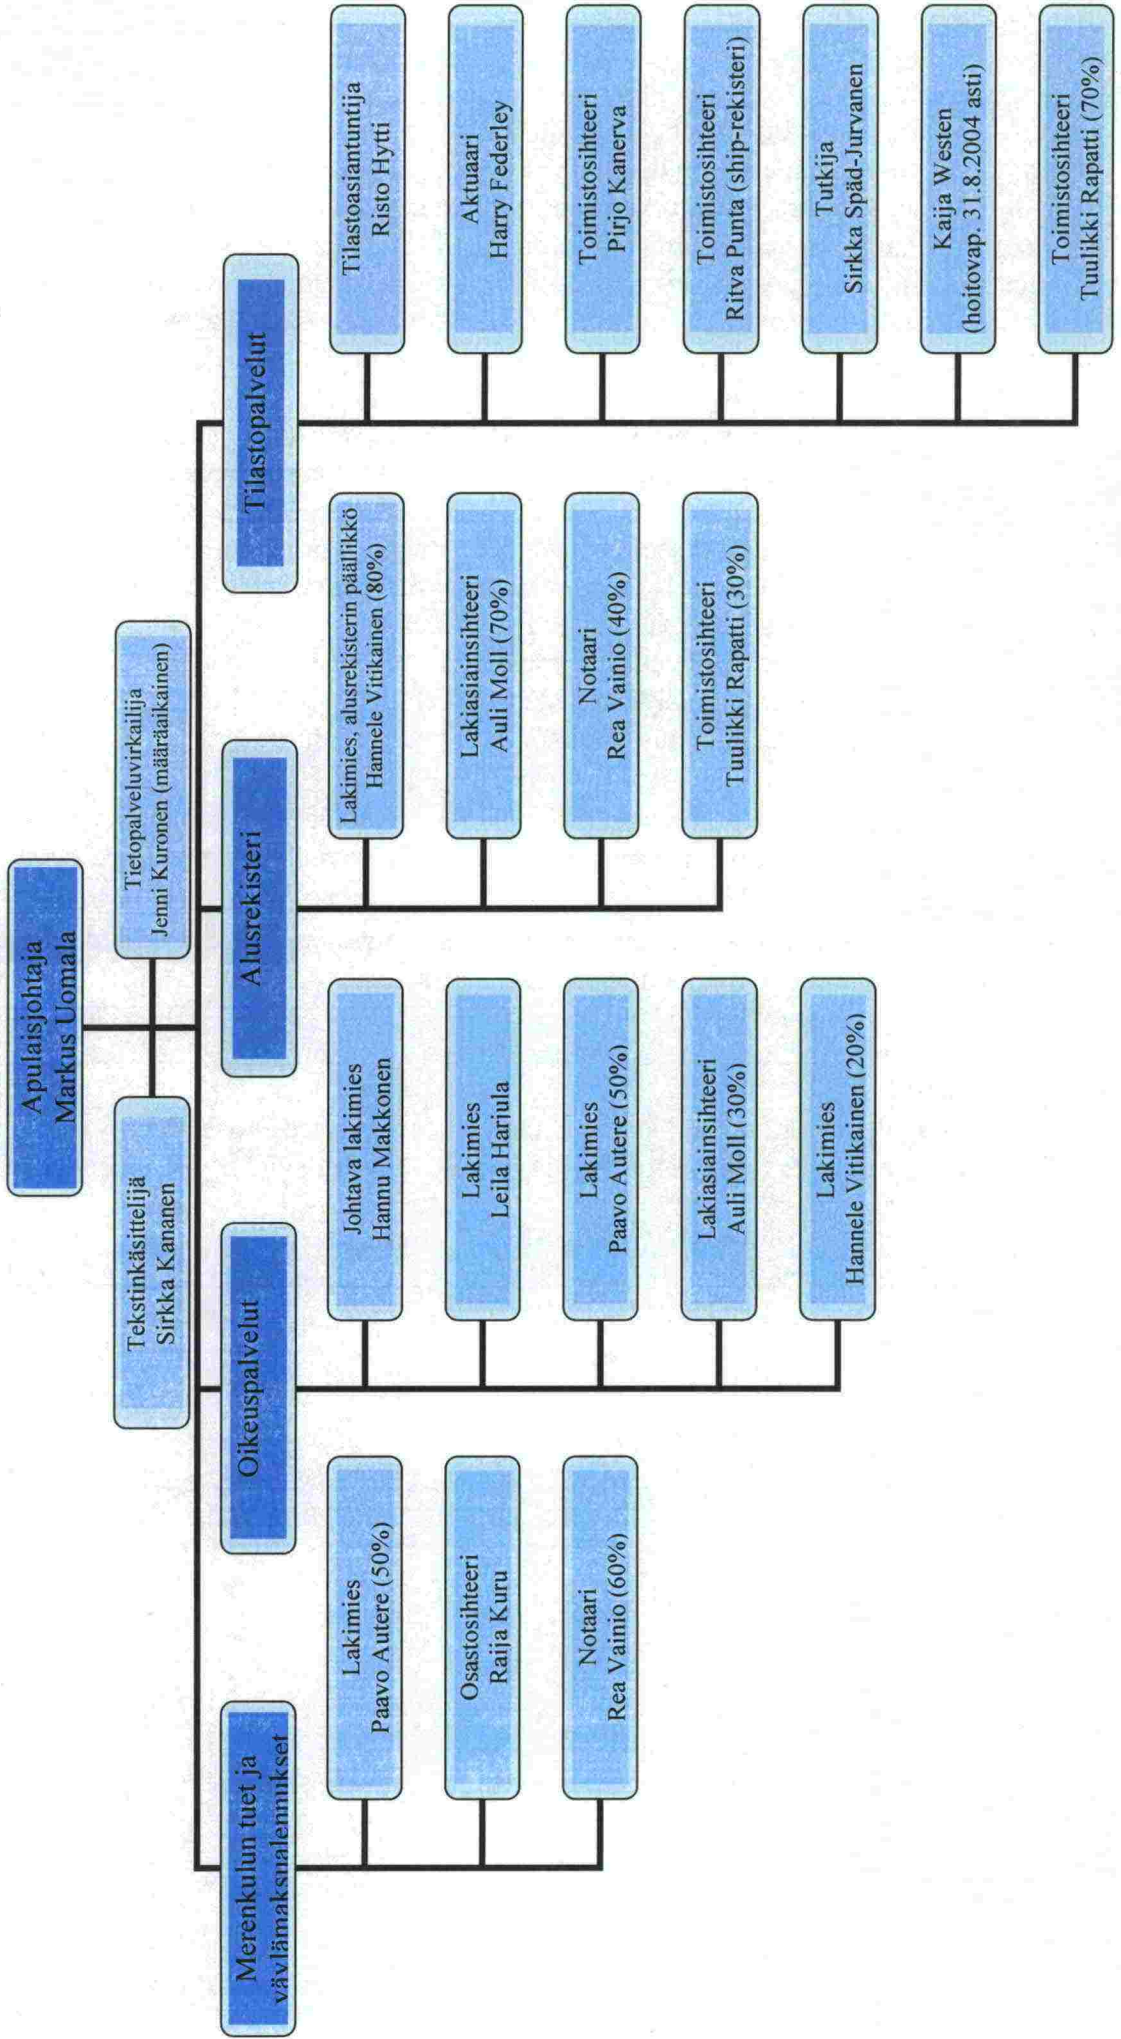 Apulaisjohtaja
Markus Uomala
Tekstinkäsittelijä
Sirkka Kananen
Tietopalveluvirkailija
Jenni Kuronen (määräaikainen)
Merenkulun tuet ja
väylämaksualennukset
Lakimies
Paavo Autere (50%)
Osastosihteeri
Raija Kuru
Notaari
Rea Vainio (60%)
Oikeuspalvelut
Johtava lakimies
Hannu Makkonen
Lakimies
Leila Harjula
Lakimies
Paavo Autere (50%)
Lakiasiainsihteeri
Auli Moll (30%)
Lakimies
Hannele Vitikainen (20%)
Alusrekisteri
Lakimies, alusrekisterin päällikkö
Hannele Vitikainen (80%)
Lakiasiainsihteeri
Auli Moll (70%)
Notaari
Rea Vainio (40%)
Toimistosihteeri
Tuulikki Rapatti (30%)
Tilastopalvelut
Tilastoasiantuntija
Risto Hytti
Aktuaari
Harry Federley
Toimistosihteeri
Pirjo Kanerva
Toimistosihteeri
Ritva Punta (ship-rekisteri)
Tutkija
Sirkka Späd-Jurvanen
Kaija Westen
(hoitovap. 31.8.2004 asti)
Toimistosihteeri
Tuulikki Rapatti (70%)